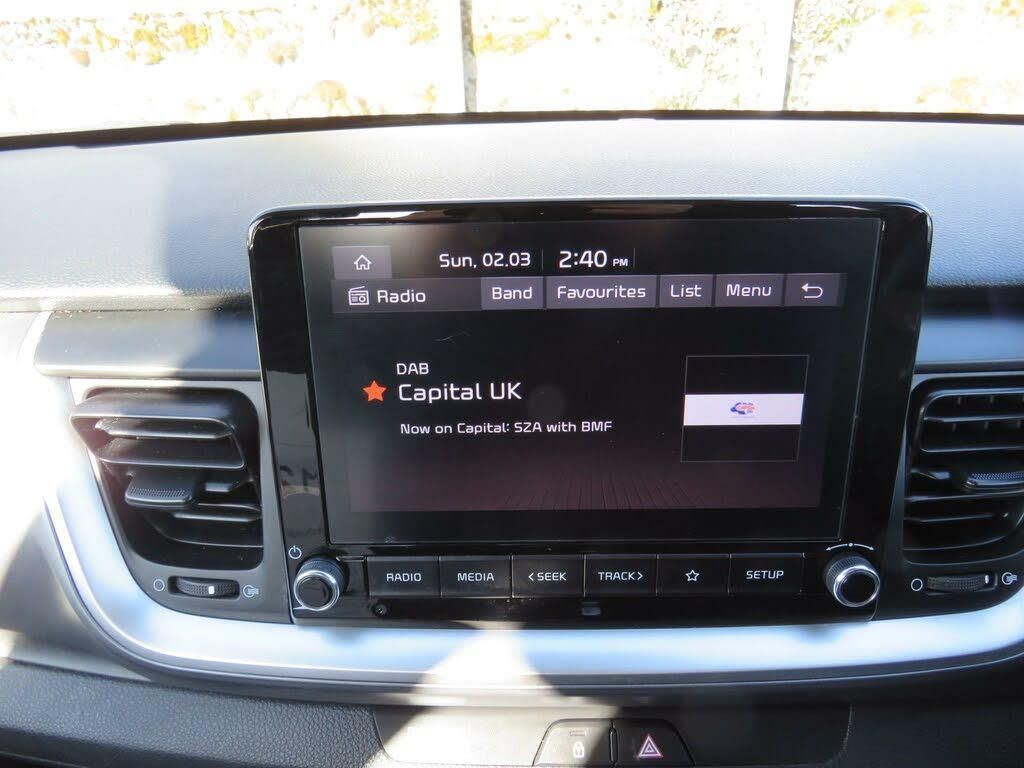 Sun, 02.03 2:40 PM
Radio Band Favourites List Menu
DAB
Capital UK
Now on Capital: SZA with BMF
RADIO MEDIA <SEEK TRACK> SETUP